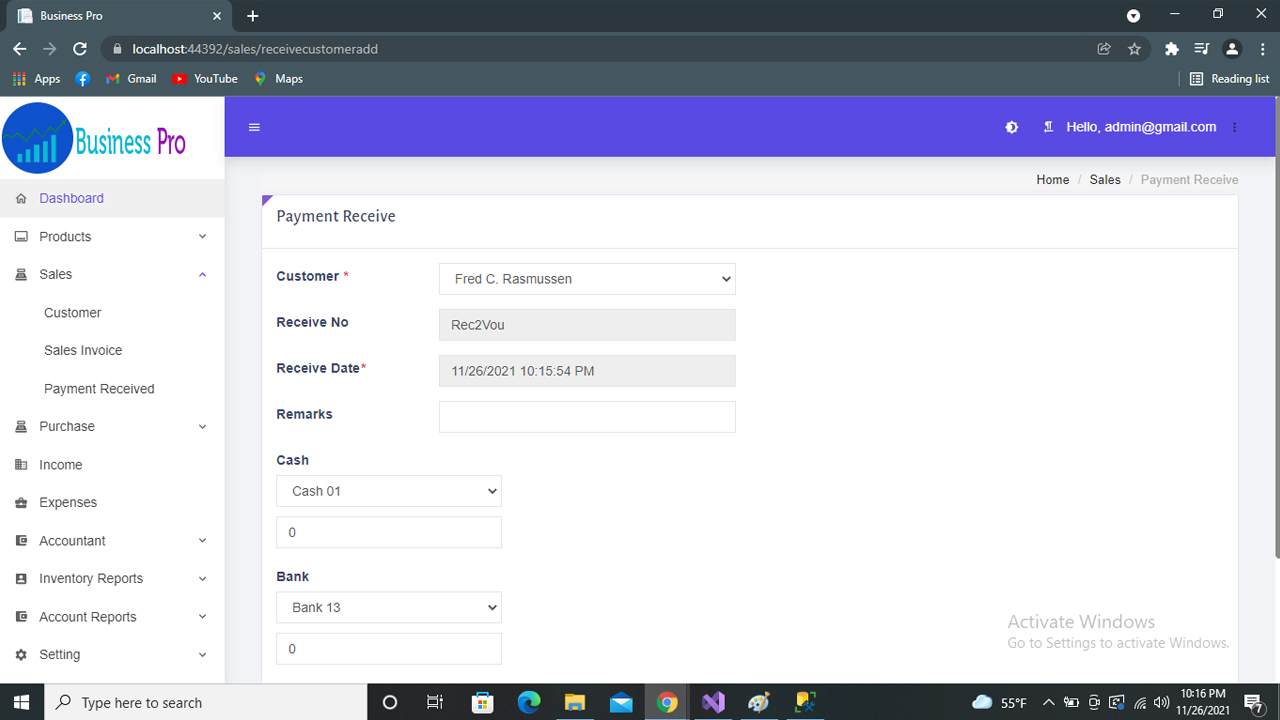 Business Pro
localhost:44392/sales/receivecustomeradd
Apps Gmail YouTube Maps Reading list
Business Pro
Hello, admin@gmail.com
Home / Sales / Payment Receive
Dashboard
Products
Sales
Customer
Sales Invoice
Payment Received
Purchase
Income
Expenses
Accountant
Inventory Reports
Account Reports
Setting
Payment Receive
Customer * Fred C. Rasmussen
Receive No Rec2Vou
Receive Date* 11/26/2021 10:15:54 PM
Remarks
Cash
Cash 01
0
Bank
Bank 13
0
Activate Windows
Go to Settings to activate Windows.
Type here to search
55°F
10:16 PM
11/26/2021
7